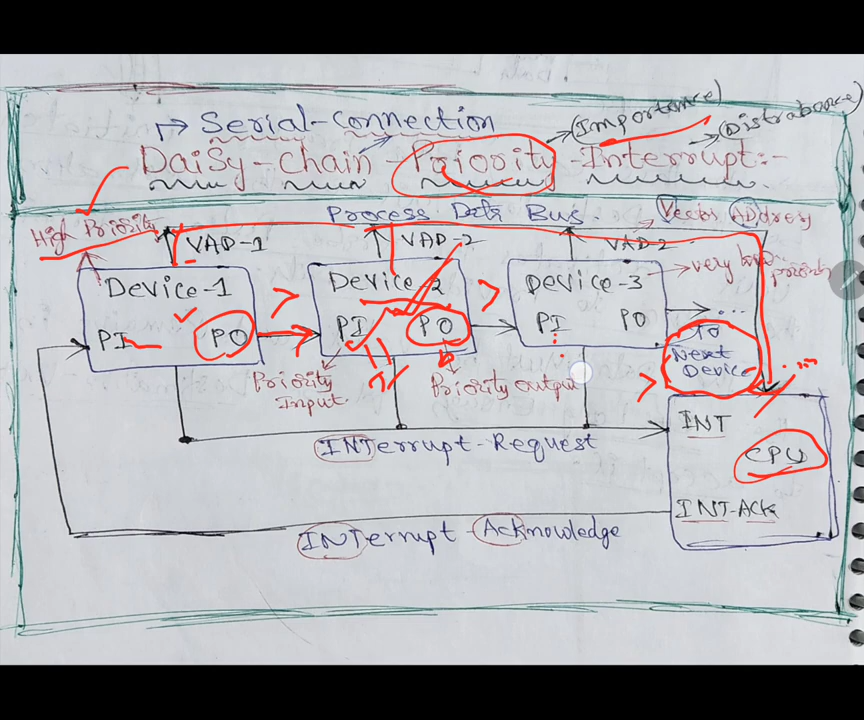 Serial-connection
(Importance)
(Distrabance)
Daisy-Chain-Priority-Interrupt:-
Process Data Bus
Vector ADdress
High Priority
VAD-1
VAD-2
VAD-2
Device-1
Device-2
Device-3
very low
PI
PO
PI
PO
PI
PO
...
To
Next
Device
...
Priority
Input
Priority output
INT
INTerrupt-Request
CPU
INT-ACK
INTerrupt-Acknowledge